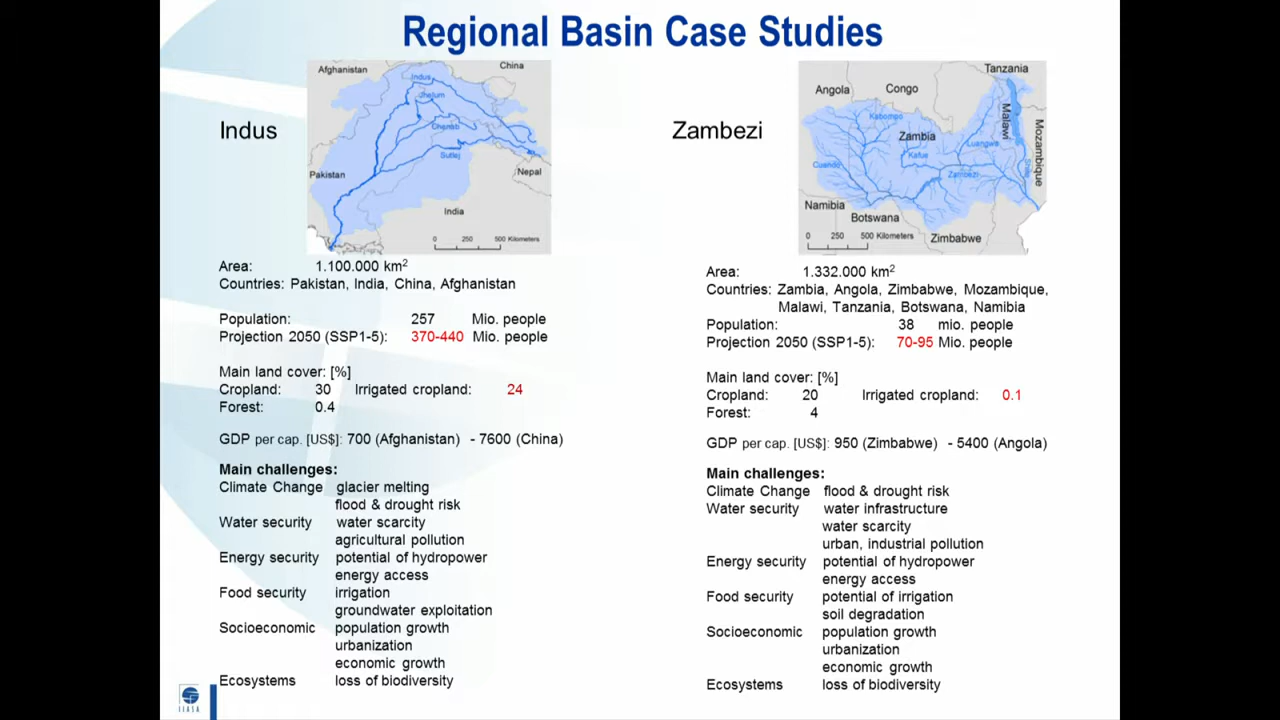 Regional Basin Case Studies
Indus
Afghanistan
China
Indus
Jhelum
Chenab
Sutlej
Pakistan
Nepal
India
0 250 500 Kilometers
Area: 1.100.000 km²
Countries: Pakistan, India, China, Afghanistan
Population: 257 Mio. people
Projection 2050 (SSP1-5): 370-440 Mio. people
Main land cover: [%]
Cropland: 30 Irrigated cropland: 24
Forest: 0.4
GDP per cap. [US$]: 700 (Afghanistan) - 7600 (China)
Main challenges:
Climate Change glacier melting
flood & drought risk
Water security water scarcity
agricultural pollution
Energy security potential of hydropower
energy access
Food security irrigation
groundwater exploitation
Socioeconomic population growth
urbanization
economic growth
Ecosystems loss of biodiversity
IIASA
Zambezi
Tanzania
Angola
Congo
Malawi
Mozambique
Kabompo
Zambia
Luangwa
Kafue
Cuando
Zambezi
Shire
Namibia
Botswana
0 250 500 Kilometers
Zimbabwe
Area: 1.332.000 km²
Countries: Zambia, Angola, Zimbabwe, Mozambique,
Malawi, Tanzania, Botswana, Namibia
Population: 38 mio. people
Projection 2050 (SSP1-5): 70-95 Mio. people
Main land cover: [%]
Cropland: 20 Irrigated cropland: 0.1
Forest: 4
GDP per cap. [US$]: 950 (Zimbabwe) - 5400 (Angola)
Main challenges:
Climate Change flood & drought risk
Water security water infrastructure
water scarcity
urban, industrial pollution
Energy security potential of hydropower
energy access
Food security potential of irrigation
soil degradation
Socioeconomic population growth
urbanization
economic growth
Ecosystems loss of biodiversity